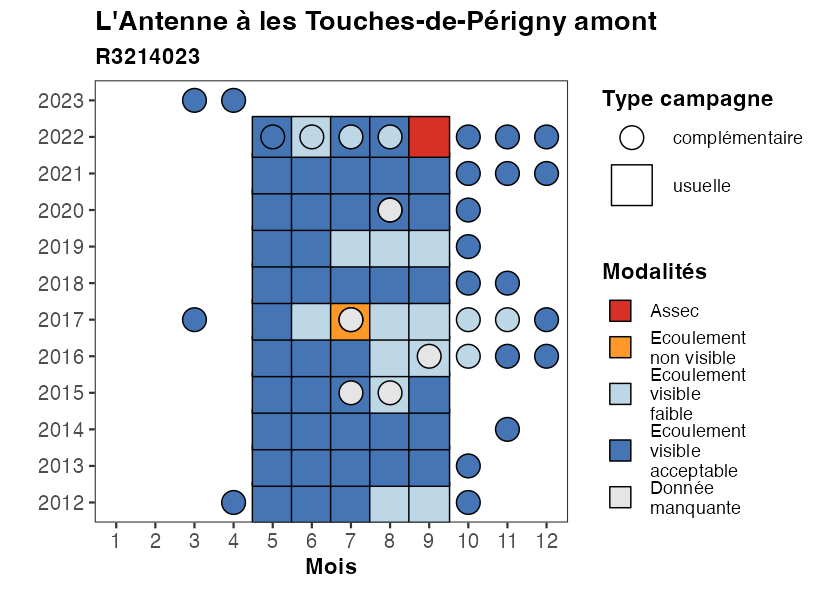 L'Antenne à les Touches-de-Périgny amont
R3214023
2023
2022
2021
2020
2019
2018
2017
2016
2015
2014
2013
2012
1 2 3 4 5 6 7 8 9 10 11 12
Mois
Type campagne
complémentaire
usuelle
Modalités
Assec
Ecoulement
non visible
Ecoulement
visible
faible
Ecoulement
visible
acceptable
Donnée
manquante